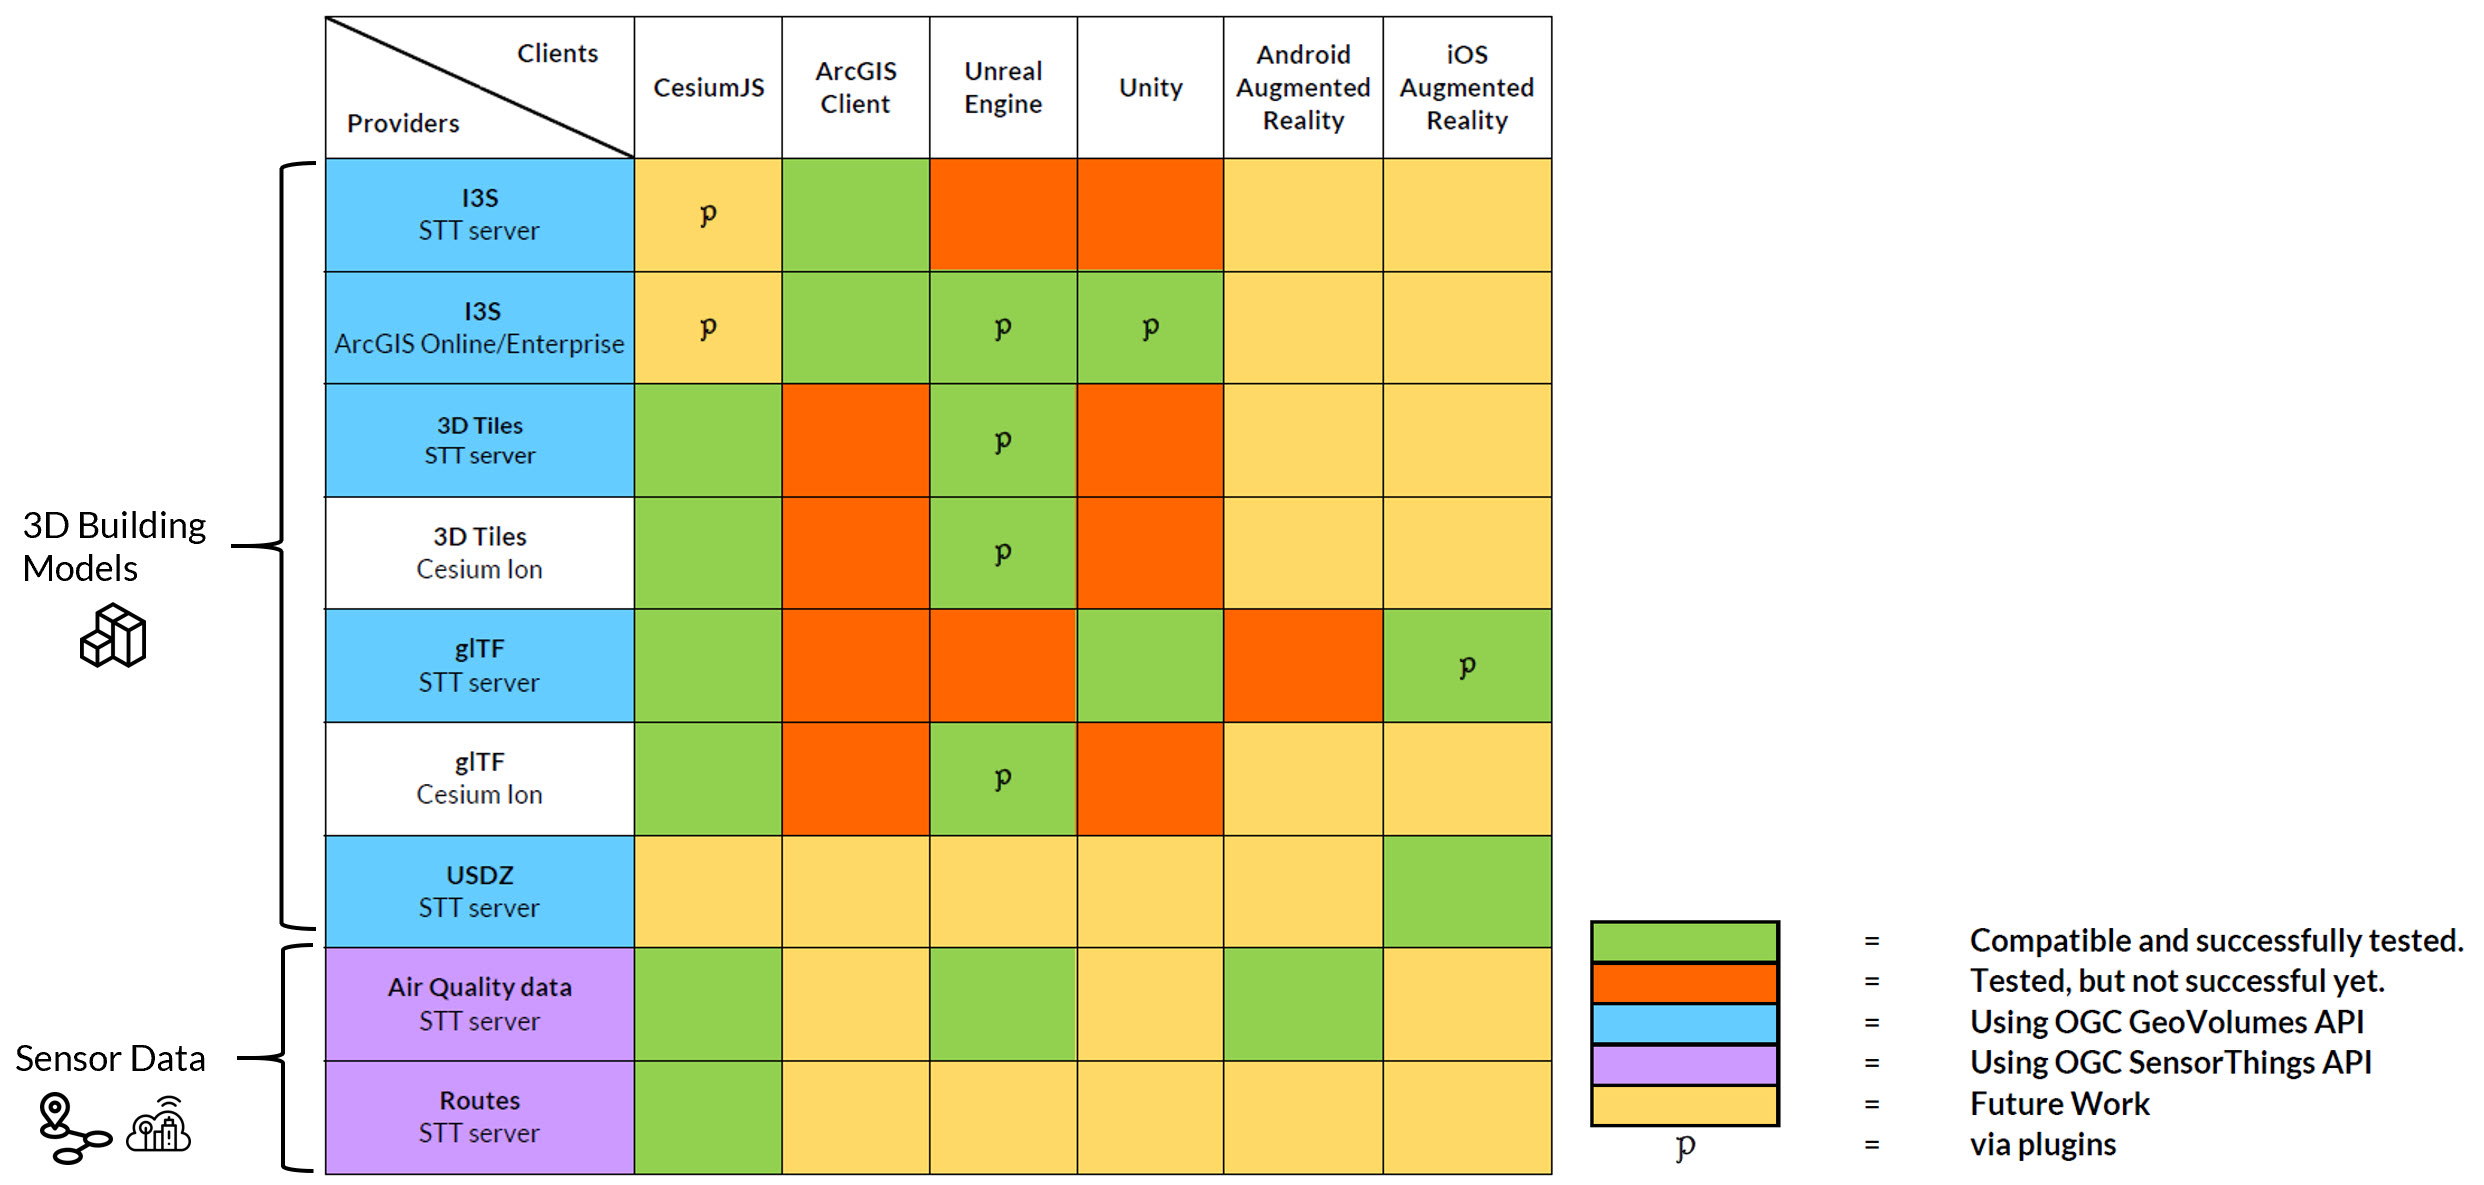 Clients
Providers
CesiumJS
ArcGIS
Client
Unreal
Engine
Unity
Android
Augmented
Reality
iOS
Augmented
Reality
3D Building
Models
I3S
STT server
p
I3S
ArcGIS Online/Enterprise
p
p
p
3D Tiles
STT server
p
3D Tiles
Cesium Ion
p
glTF
STT server
p
glTF
Cesium Ion
p
USDZ
STT server
Sensor Data
Air Quality data
STT server
Routes
STT server
= Compatible and successfully tested.
= Tested, but not successful yet.
= Using OGC GeoVolumes API
= Using OGC SensorThings API
= Future Work
p = via plugins